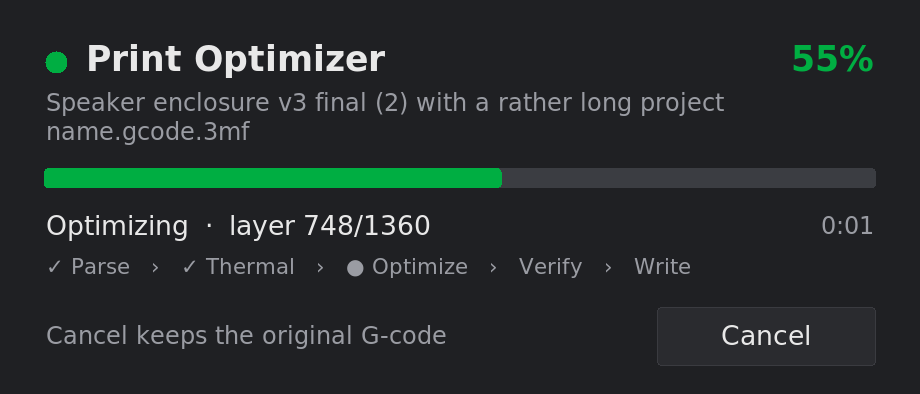 Print Optimizer 55%
Speaker enclosure v3 final (2) with a rather long project
name.gcode.3mf
Optimizing · layer 748/1360 0:01
✓ Parse › ✓ Thermal › ● Optimize › Verify › Write
Cancel keeps the original G-code Cancel